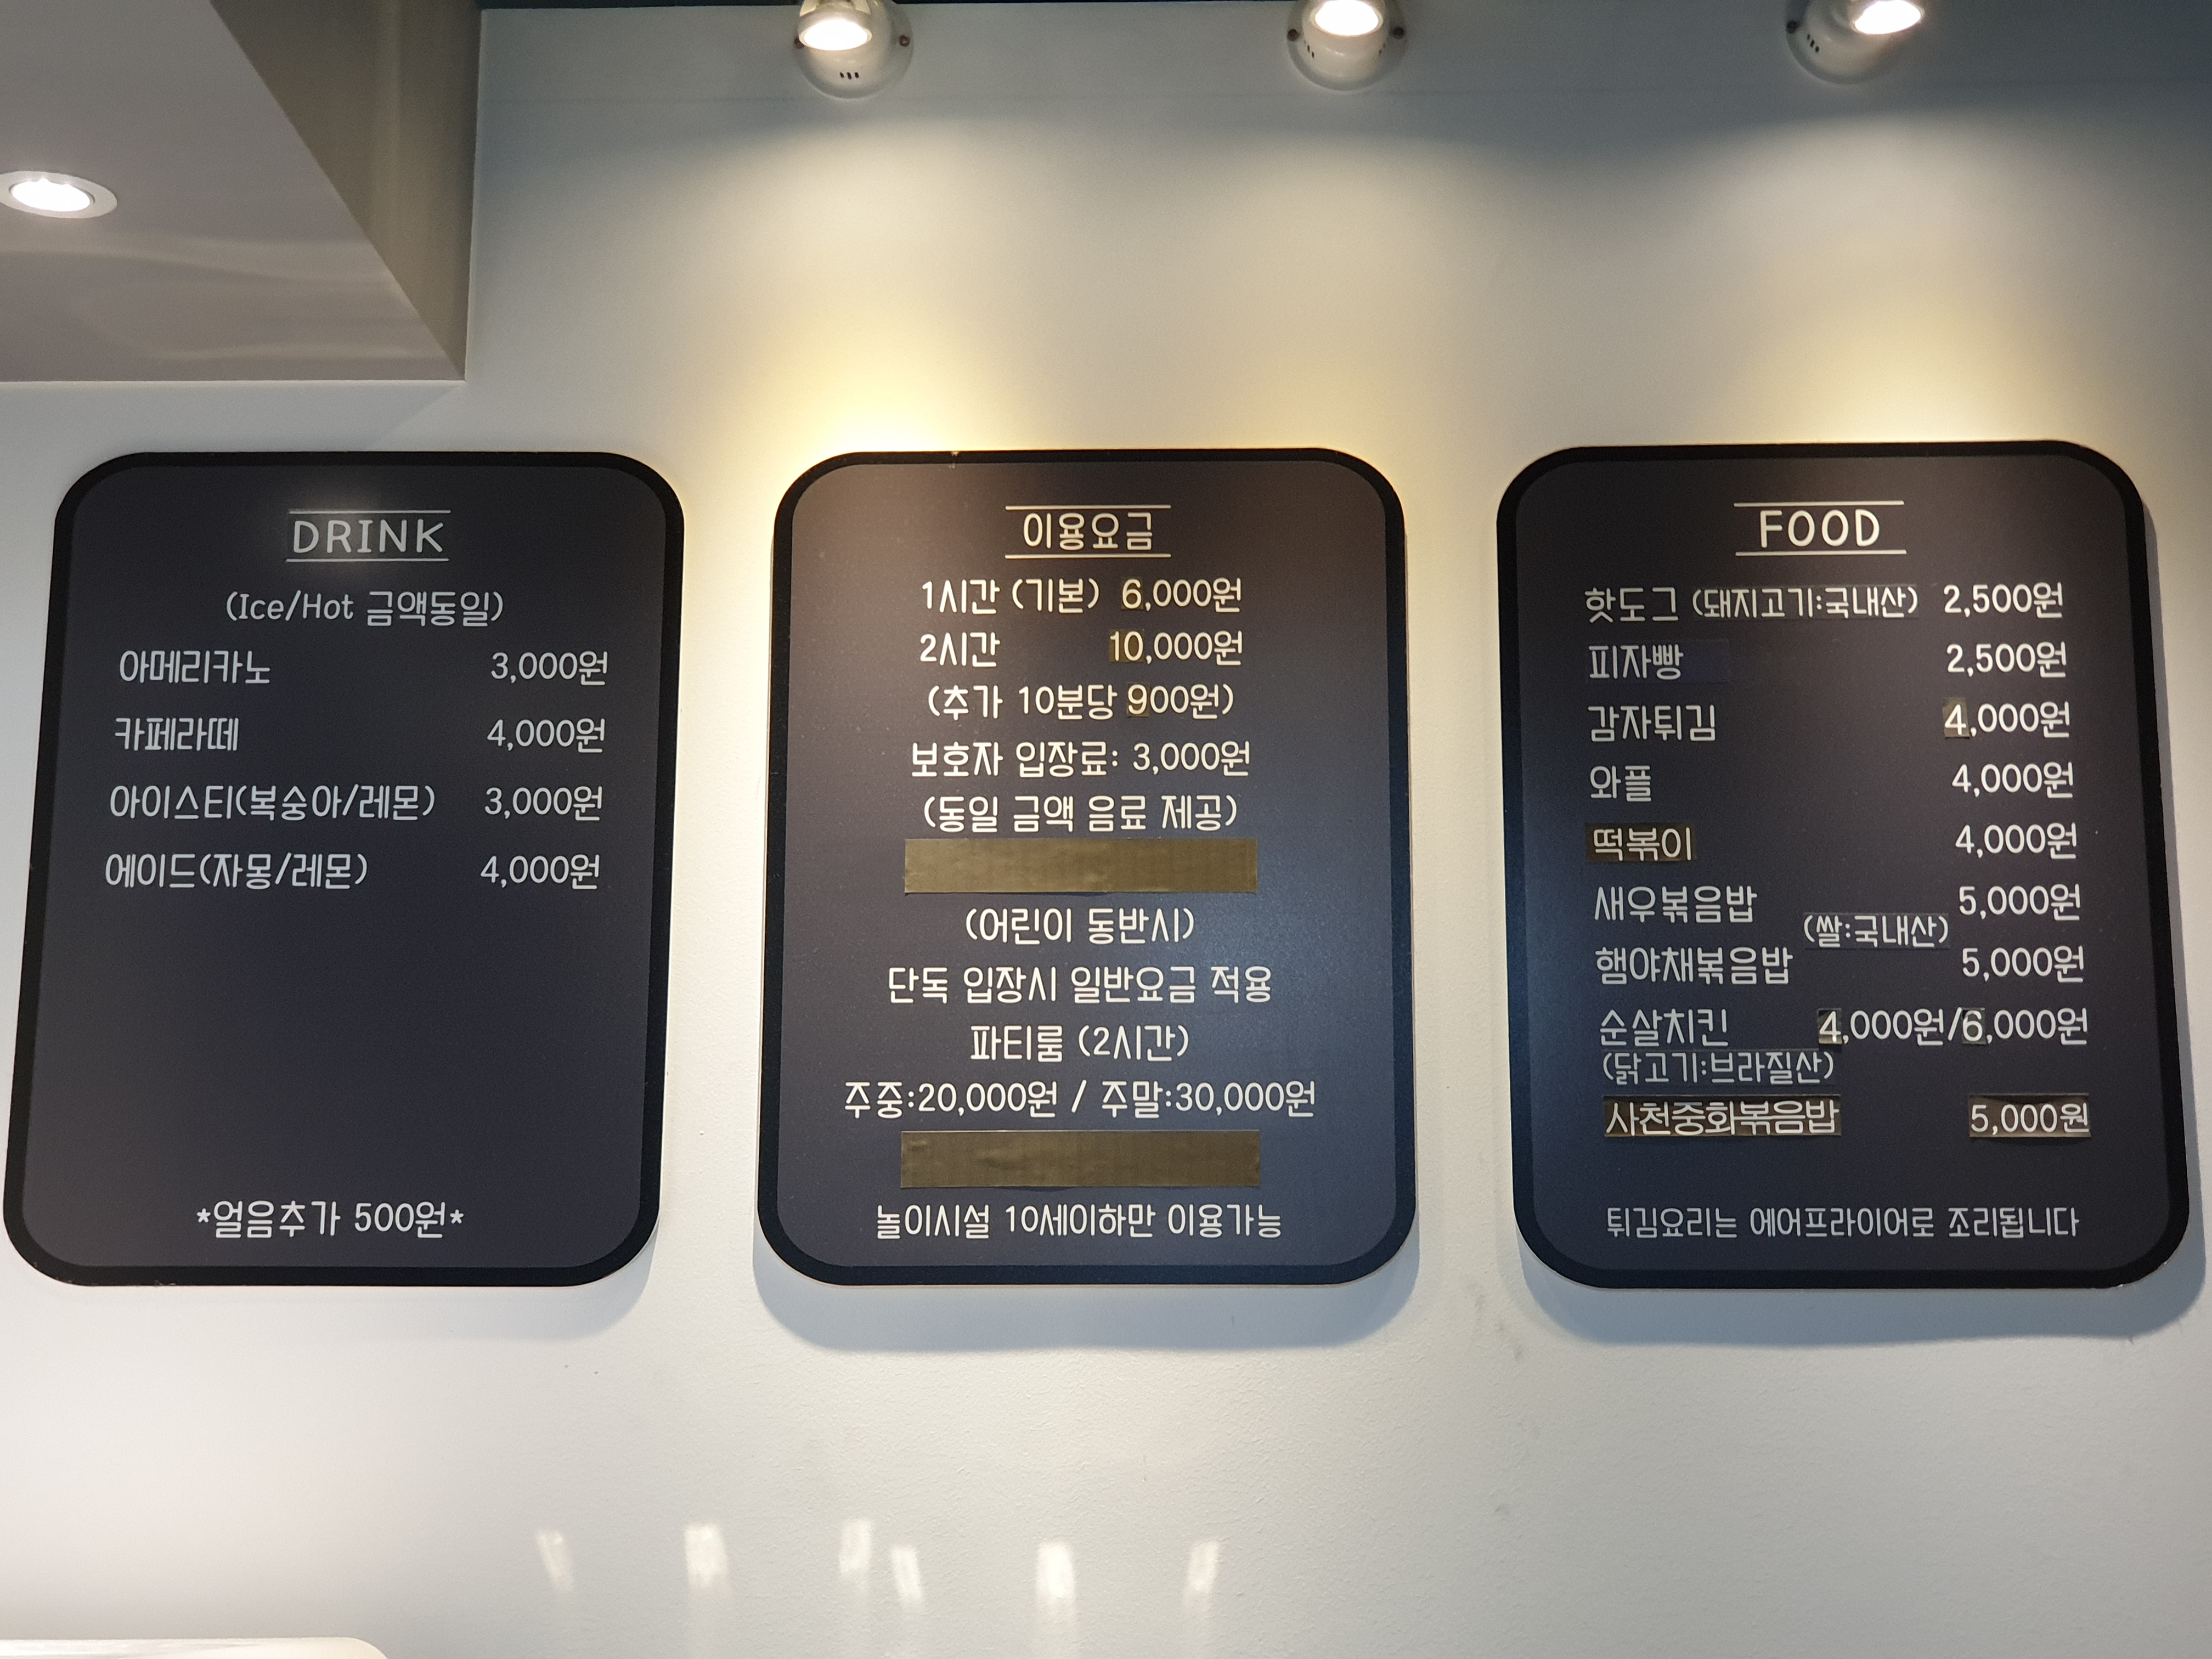 DRINK
(Ice/Hot 금액동일)
아메리카노 3,000원
카페라떼 4,000원
아이스티(복숭아/레몬) 3,000원
에이드(자몽/레몬) 4,000원
*얼음추가 500원*
이용요금
1시간 (기본) 6,000원
2시간 10,000원
(추가 10분당 900원)
보호자 입장료: 3,000원
(동일 금액 음료 제공)
(어린이 동반시)
단독 입장시 일반요금 적용
파티룸 (2시간)
주중:20,000원 / 주말:30,000원
놀이시설 10세이하만 이용가능
FOOD
핫도그 (돼지고기:국내산) 2,500원
피자빵 2,500원
감자튀김 4,000원
와플 4,000원
떡볶이 4,000원
새우볶음밥 5,000원
(쌀:국내산)
햄야채볶음밥 5,000원
순살치킨 4,000원/6,000원
(닭고기:브라질산)
사천중화볶음밥 5,000원
튀김요리는 에어프라이어로 조리됩니다